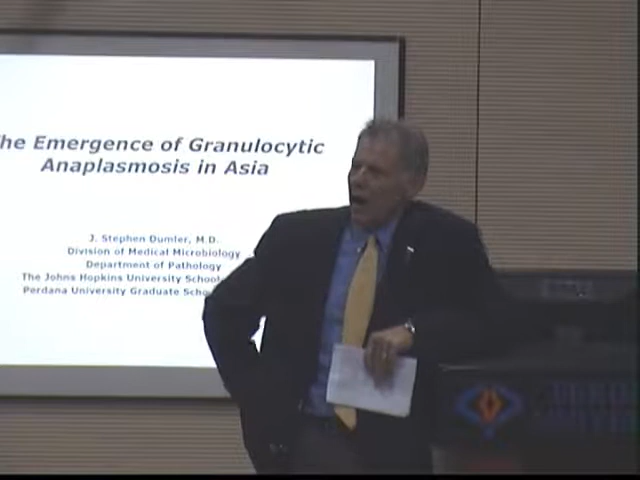 he Emergence of Granulocytic
Anaplasmosis in Asia
J. Stephen Dumler, M.D.
Division of Medical Microbiology
Department of Pathology
The Johns Hopkins University School
Perdana University Graduate Scho